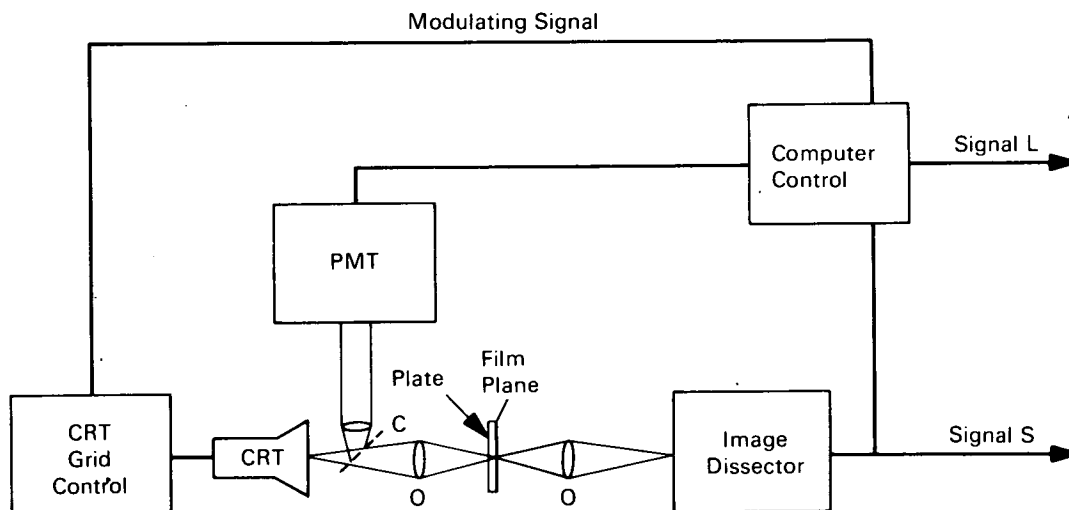 Modulating Signal
Computer
Control
Signal L
PMT
Film
Plane
Plate
C
CRT
Grid
Control
CRT
O
O
Image
Dissector
Signal S